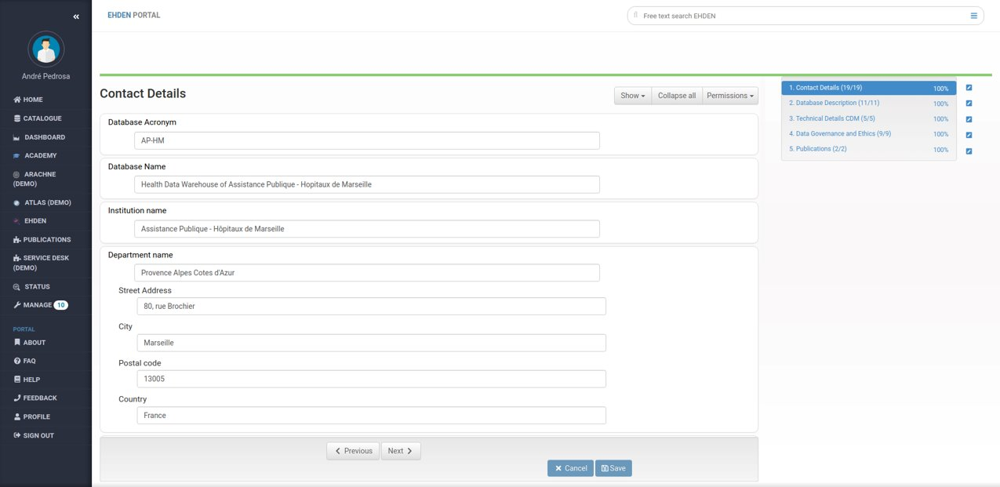 «
EHDEN PORTAL
Free text search EHDEN
André Pedrosa
HOME
CATALOGUE
DASHBOARD
ACADEMY
ARACHNE
(DEMO)
ATLAS (DEMO)
EHDEN
PUBLICATIONS
SERVICE DESK
(DEMO)
STATUS
MANAGE 10
PORTAL
ABOUT
FAQ
HELP
FEEDBACK
PROFILE
SIGN OUT
Contact Details
Show
Collapse all
Permissions
Database Acronym
AP-HM
Database Name
Health Data Warehouse of Assistance Publique - Hopitaux de Marseille
Institution name
Assistance Publique - Hôpitaux de Marseille
Department name
Provence Alpes Cotes d'Azur
Street Address
80, rue Brochier
City
Marseille
Postal code
13005
Country
France
Previous
Next
Cancel
Save
1. Contact Details (19/19) 100%
2. Database Description (11/11) 100%
3. Technical Details CDM (5/5) 100%
4. Data Governance and Ethics (9/9) 100%
5. Publications (2/2) 100%